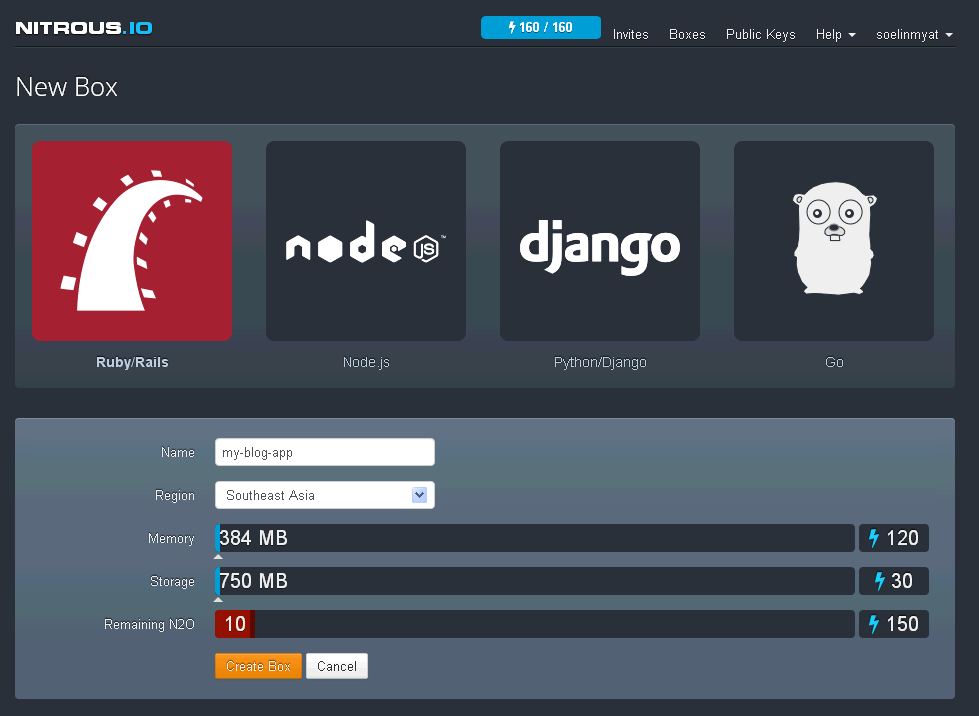 NITROUS.IO
160 / 160
Invites
Boxes
Public Keys
Help
soelinmyat
New Box
node JS ™
django
Ruby/Rails
Node.js
Python/Django
Go
Name
my-blog-app
Region
Southeast Asia
Memory
384 MB
120
Storage
750 MB
30
Remaining N2O
10
150
Create Box
Cancel